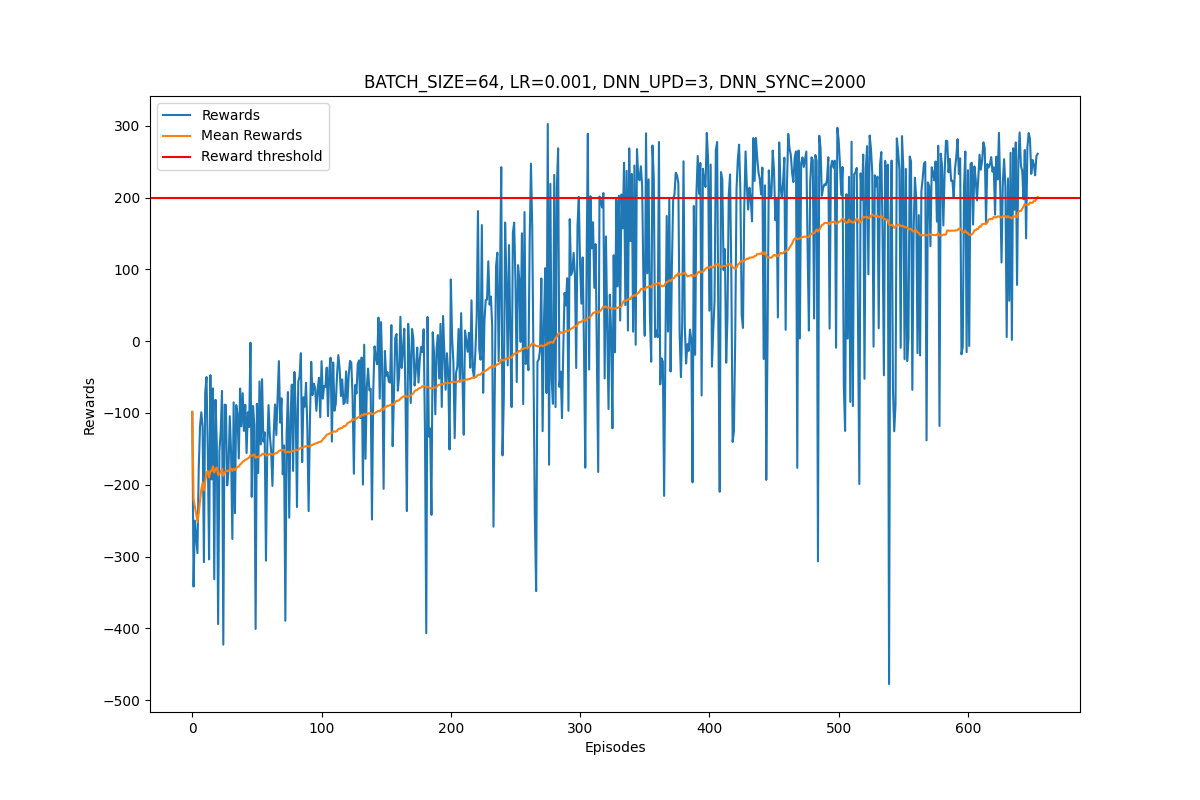 BATCH_SIZE=64, LR=0.001, DNN_UPD=3, DNN_SYNC=2000
Rewards
Mean Rewards
Reward threshold
300
200
100
0
−100
−200
−300
−400
−500
Rewards
0 100 200 300 400 500 600
Episodes